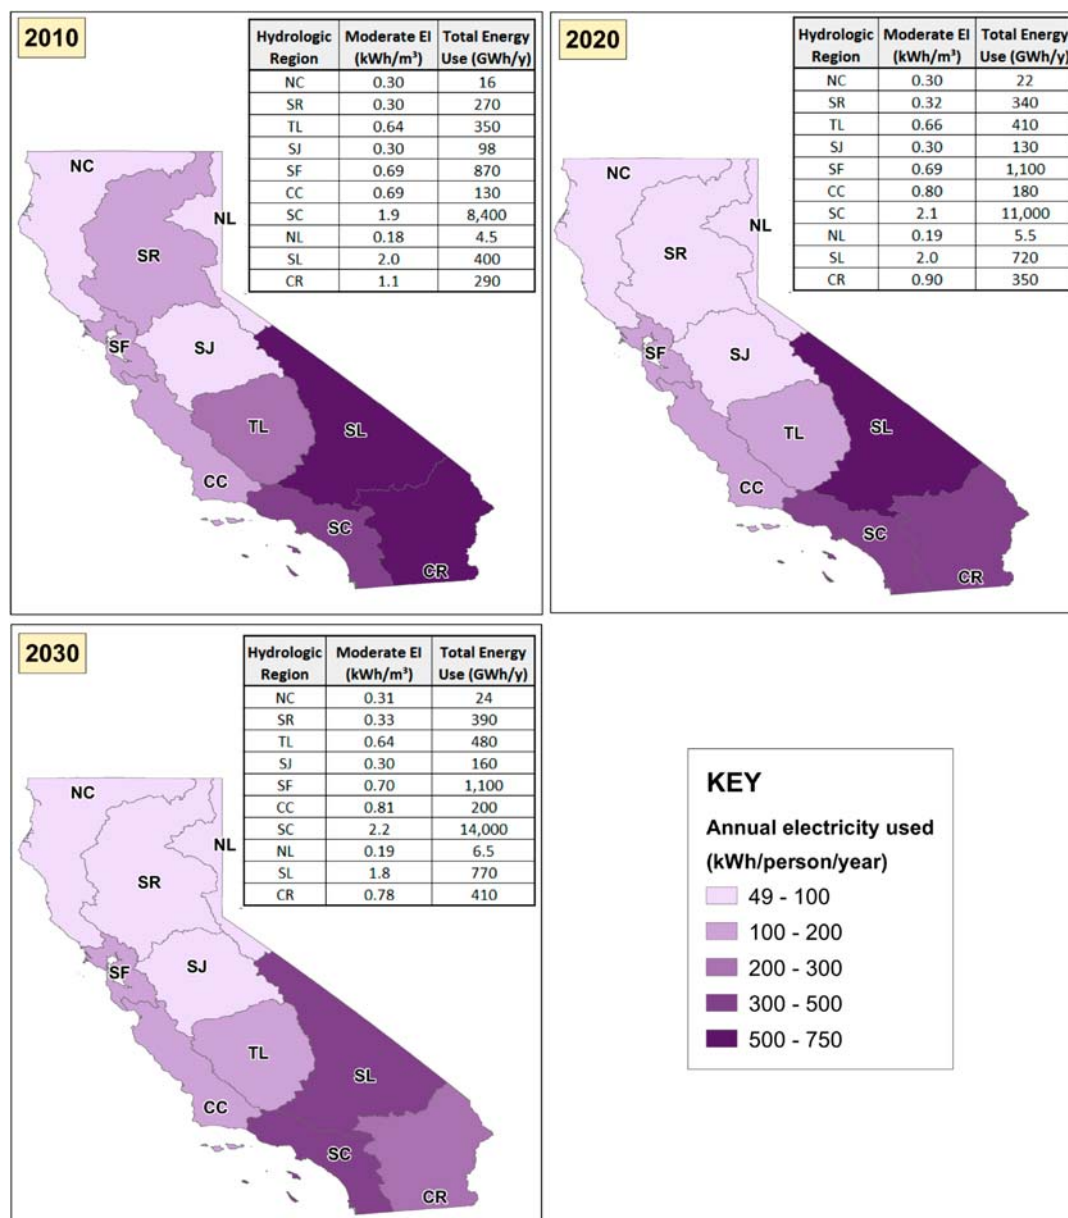 2010
Hydrologic Region | Moderate EI (kWh/m³) | Total Energy Use (GWh/y)
NC 0.30 16
SR 0.30 270
TL 0.64 350
SJ 0.30 98
SF 0.69 870
CC 0.69 130
SC 1.9 8,400
NL 0.18 4.5
SL 2.0 400
CR 1.1 290
NC
NL
SR
SF
SJ
TL
SL
CC
SC
CR
2020
Hydrologic Region | Moderate EI (kWh/m³) | Total Energy Use (GWh/y)
NC 0.30 22
SR 0.32 340
TL 0.66 410
SJ 0.30 130
SF 0.69 1,100
CC 0.80 180
SC 2.1 11,000
NL 0.19 5.5
SL 2.0 720
CR 0.90 350
NC
NL
SR
SF
SJ
TL
SL
CC
SC
CR
2030
Hydrologic Region | Moderate EI (kWh/m³) | Total Energy Use (GWh/y)
NC 0.31 24
SR 0.33 390
TL 0.64 480
SJ 0.30 160
SF 0.70 1,100
CC 0.81 200
SC 2.2 14,000
NL 0.19 6.5
SL 1.8 770
CR 0.78 410
NC
NL
SR
SF
SJ
TL
SL
CC
SC
CR
KEY
Annual electricity used
(kWh/person/year)
49 - 100
100 - 200
200 - 300
300 - 500
500 - 750